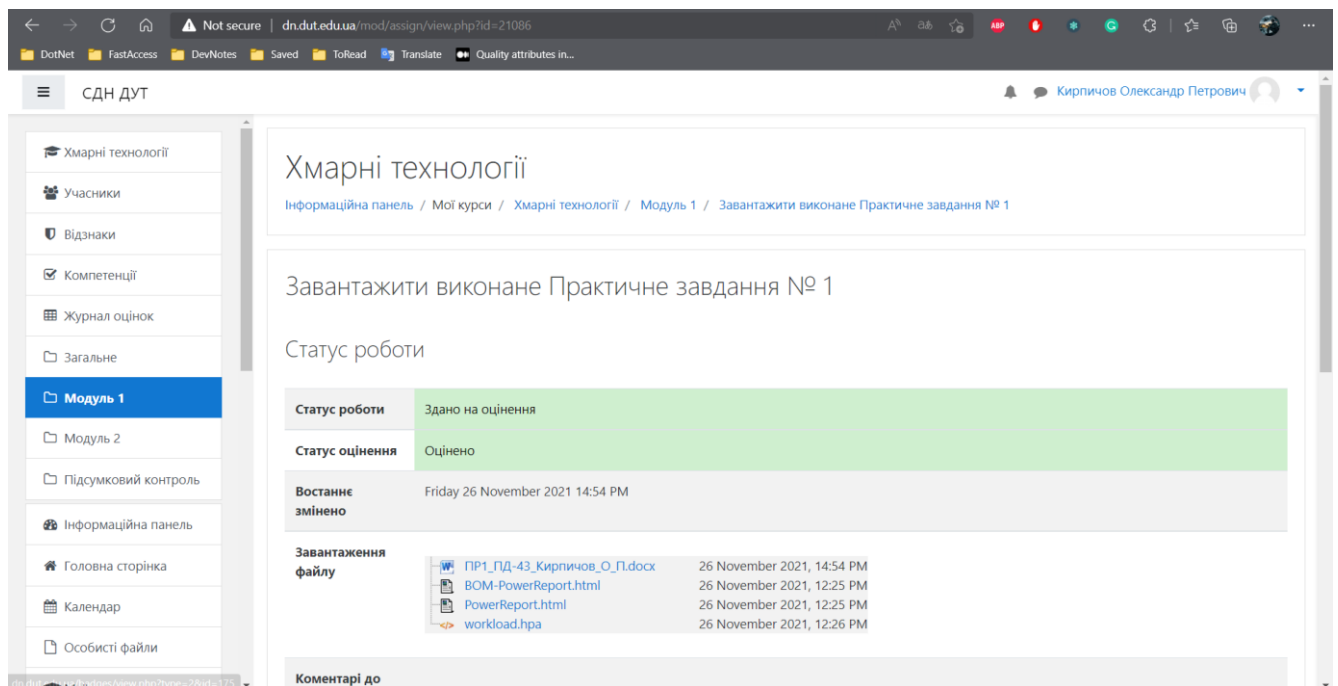 Not secure | dn.dut.edu.ua/mod/assign/view.php?id=21086
DotNet FastAccess DevNotes Saved ToRead Translate Quality attributes in...
СДН ДУТ
Кирпичов Олександр Петрович
Хмарні технології
Учасники
Відзнаки
Компетенції
Журнал оцінок
Загальне
Модуль 1
Модуль 2
Підсумковий контроль
Інформаційна панель
Головна сторінка
Календар
Особисті файли
Хмарні технології
Інформаційна панель / Мої курси / Хмарні технології / Модуль 1 / Завантажити виконане Практичне завдання № 1
Завантажити виконане Практичне завдання № 1
Статус роботи
Статус роботи Здано на оцінення
Статус оцінення Оцінено
Востаннє змінено Friday 26 November 2021 14:54 PM
Завантаження файлу
ПР1_ПД-43_Кирпичов_О_П.docx 26 November 2021, 14:54 PM
BOM-PowerReport.html 26 November 2021, 12:25 PM
PowerReport.html 26 November 2021, 12:25 PM
workload.hpa 26 November 2021, 12:26 PM
Коментарі до